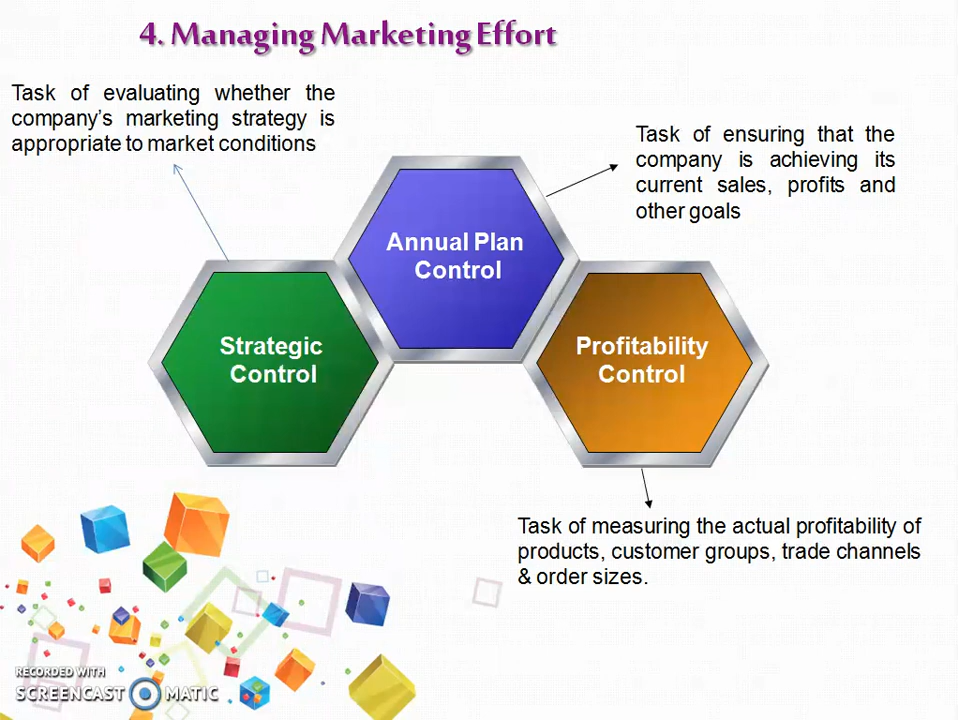 4. Managing Marketing Effort
Task of evaluating whether the
company's marketing strategy is
appropriate to market conditions
Task of ensuring that the
company is achieving its
current sales, profits and
other goals
Annual Plan
Control
Strategic
Control
Profitability
Control
Task of measuring the actual profitability of
products, customer groups, trade channels
& order sizes.
RECORDED WITH
SCREENCAST MATIC